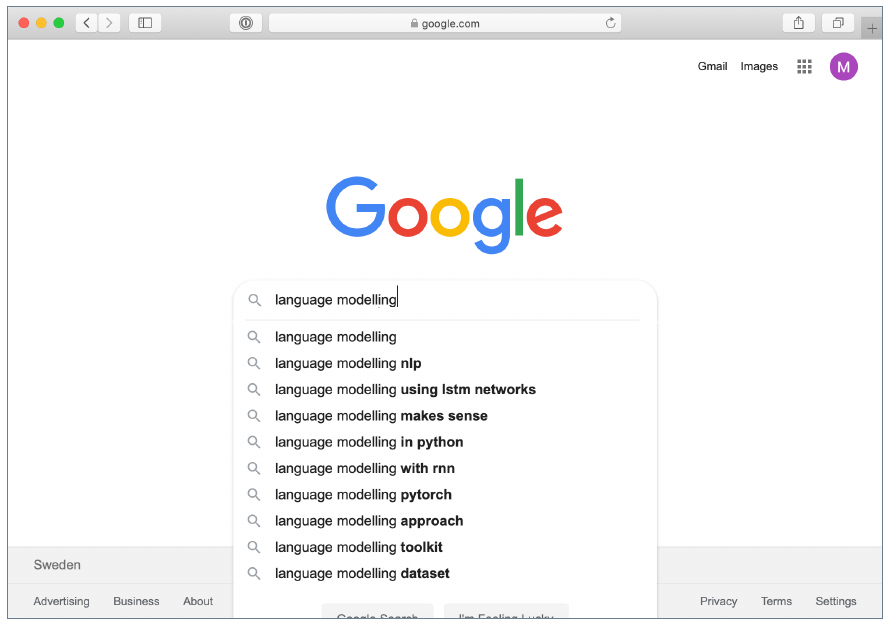 google.com
Gmail Images M
Google
language modelling
language modelling
language modelling nlp
language modelling using lstm networks
language modelling makes sense
language modelling in python
language modelling with rnn
language modelling pytorch
language modelling approach
language modelling toolkit
language modelling dataset
Sweden
Advertising Business About Privacy Terms Settings
Google Search I'm Feeling Lucky